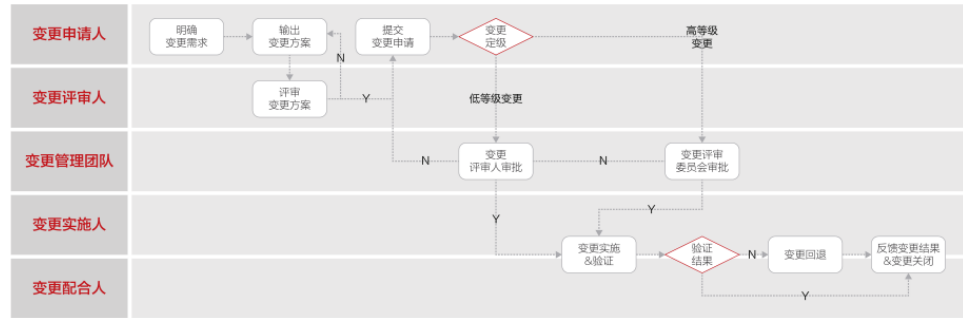 变更申请人
明确
变更需求
输出
变更方案
提交
变更申请
变更
定级
高等级
变更
N
变更评审人
评审
变更方案
Y
低等级变更
变更管理团队
N
变更
评审人审批
N
变更评审
委员会审批
变更实施人
Y
Y
变更实施
&验证
验证
结果
N
变更回退
反馈变更结果
&变更关闭
变更配合人
Y